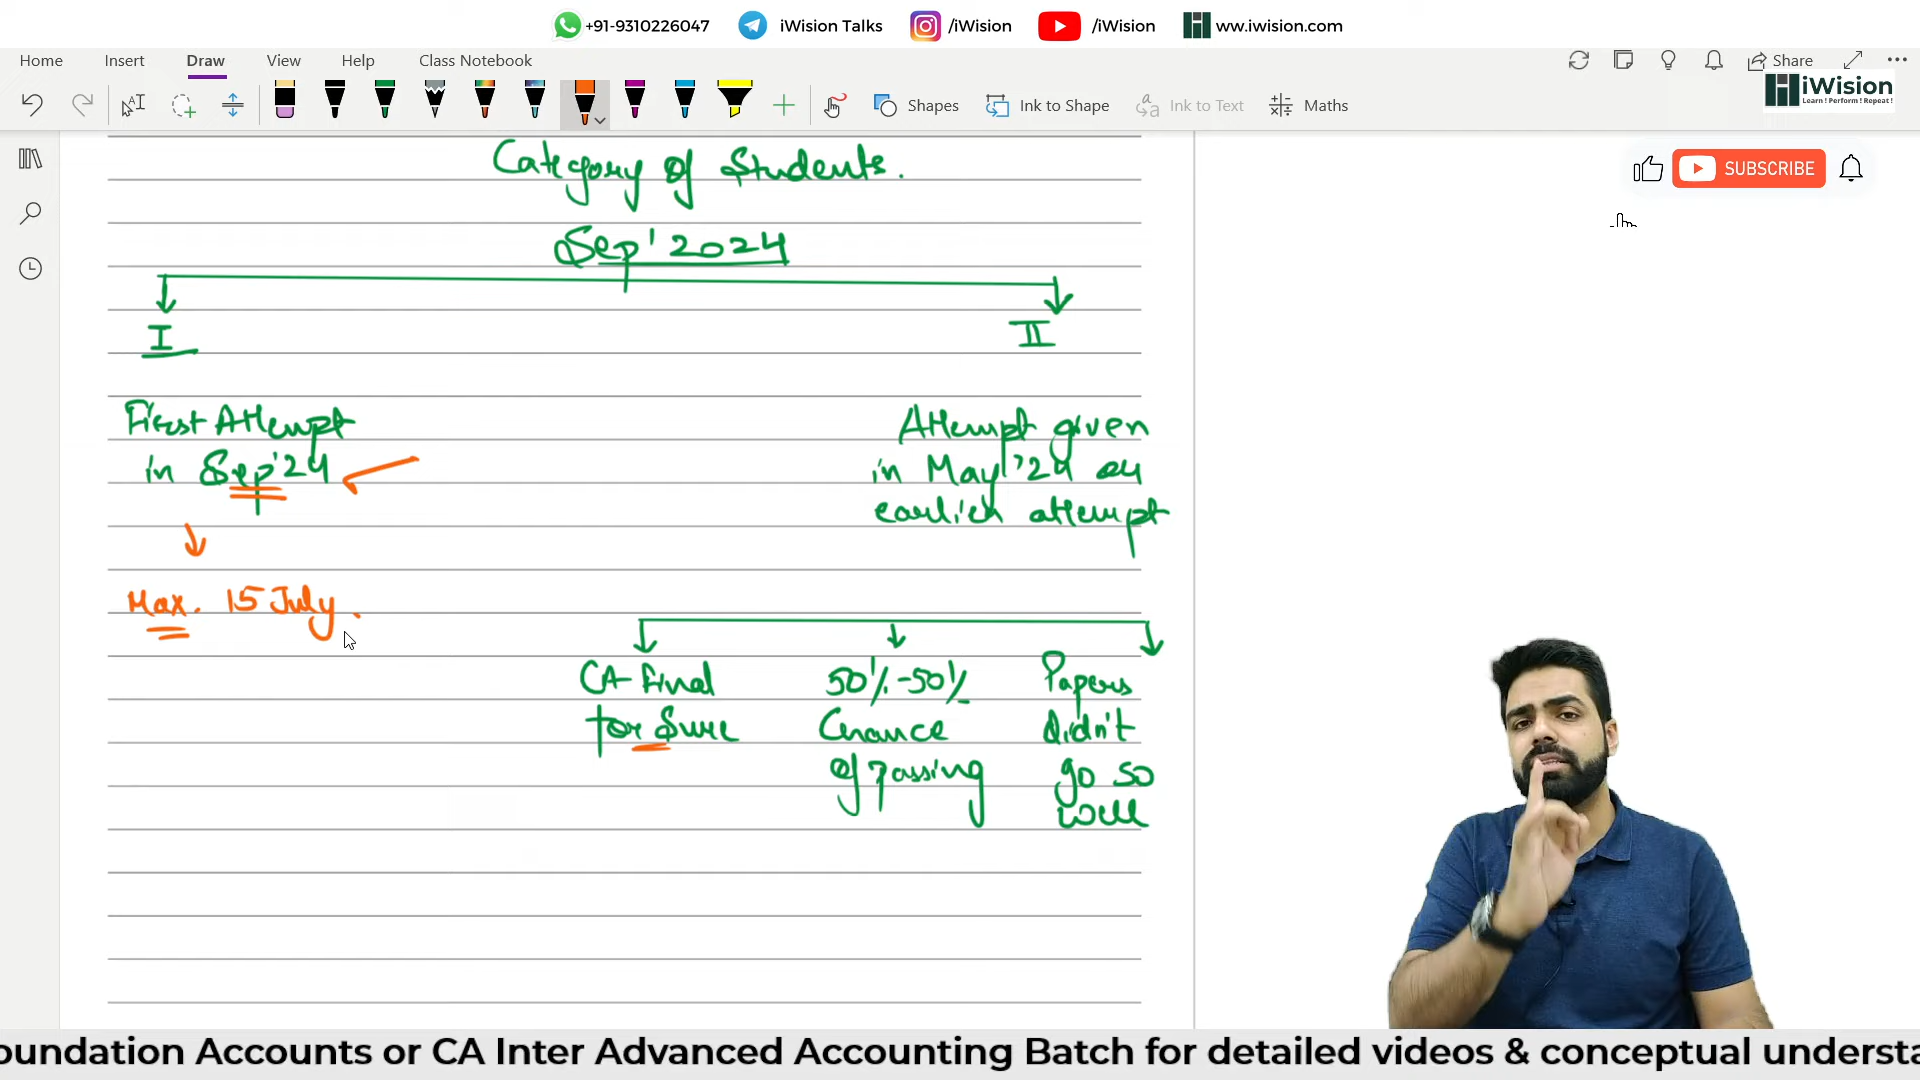 +91-9310226047 iWision Talks /iWision /iWision ww.iwision.com
Home Insert Draw View Help Class Notebook Share
Shapes Ink to Shape Ink to Text Maths
iWision
Learn ! Perform ! Repeat !
SUBSCRIBE
Category of Students.
Sep' 2024
I II
First Attempt
in Sep'24
Max. 15 July.
Attempt given
in May'24 or
earlier attempt
CA Final
for Sure
50%-50%
Chance
of passing
Papers
didn't
go so
well
oundation Accounts or CA Inter Advanced Accounting Batch for detailed videos & conceptual understa